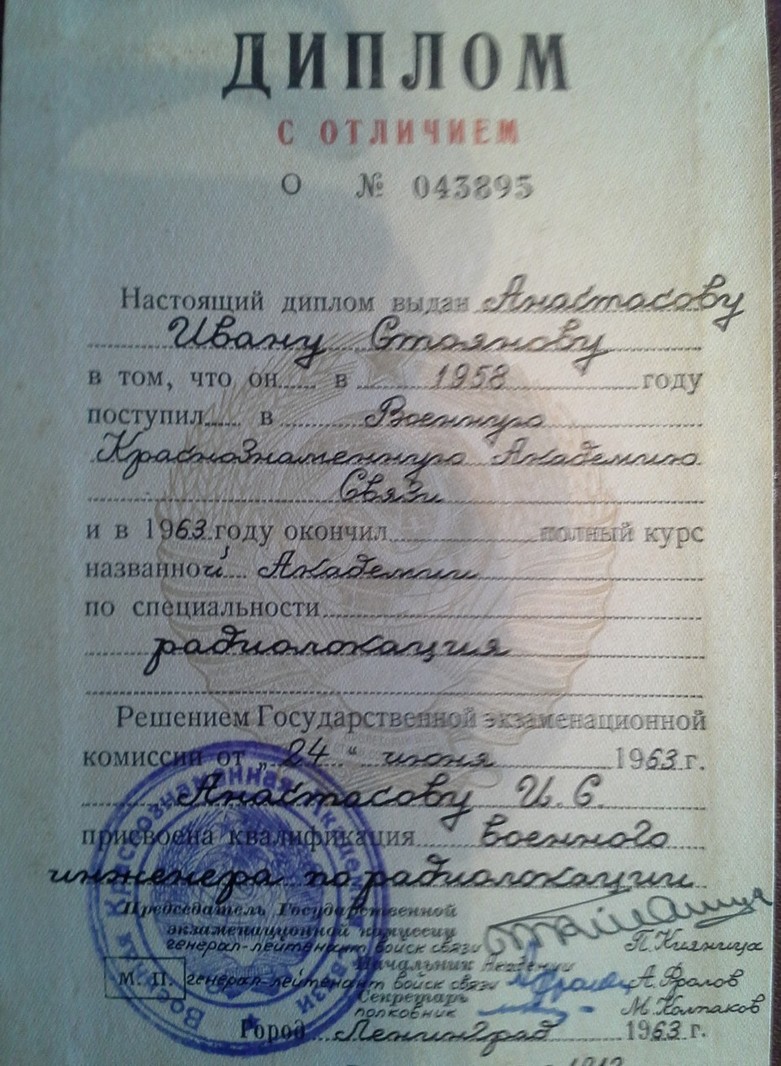 ДИПЛОМ
С ОТЛИЧИЕМ
О № 043895
Настоящий диплом выдан Анастасову
Ивану Стоянову
в том, что он в 1958 году
поступил в Военную
Краснознаменную Академию
Связи
и в 1963 году окончил полный курс
названной Академии
по специальности
радиолокация
Решением Государственной экзаменационной
комиссии от „24“ июня 1963 г.
Анастасову И. С.
присвоена квалификация военного
инженера по радиолокации
Председатель Государственной
экзаменационной комиссии
генерал-лейтенант войск связи П. Кияница
Начальник Академии
М. П. генерал-лейтенант войск связи А. Фролов
Секретарь
полковник М. Колпаков
Город Ленинград 1963 г.